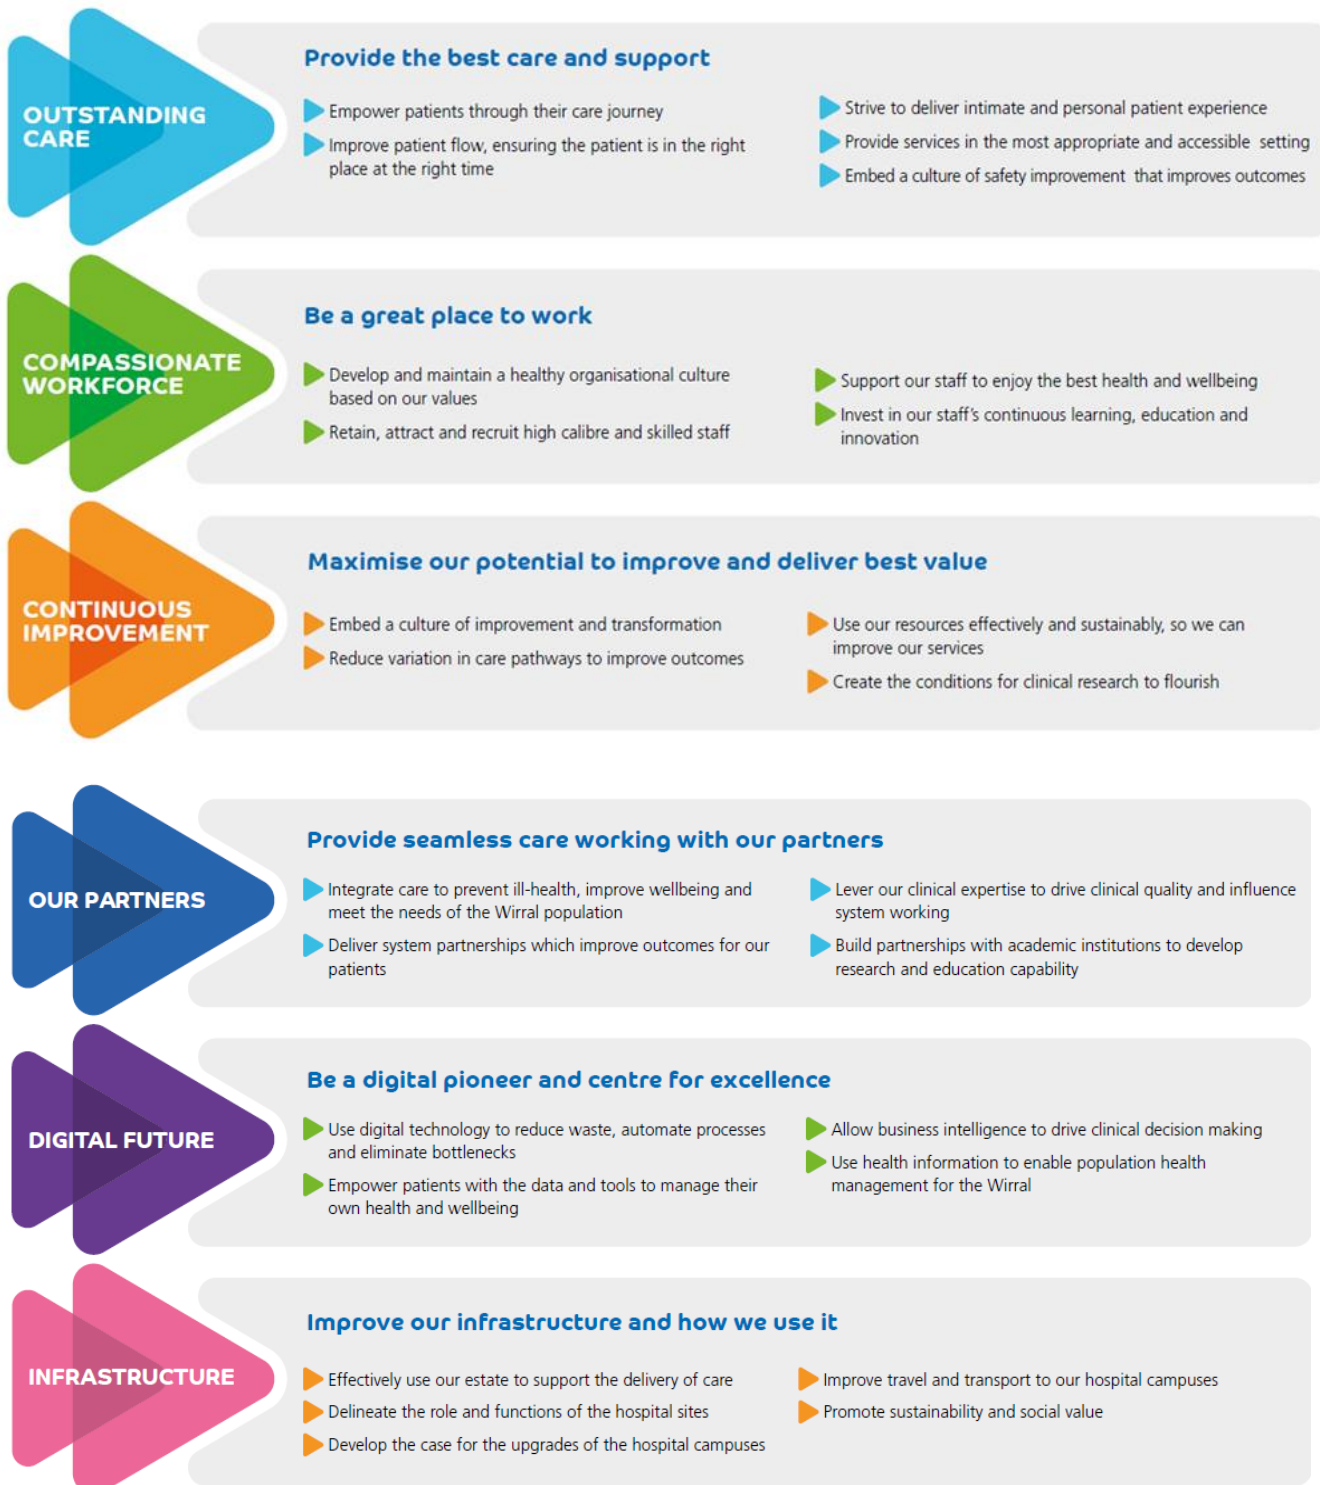 OUTSTANDING
CARE
Provide the best care and support
Empower patients through their care journey
Improve patient flow, ensuring the patient is in the right
place at the right time
Strive to deliver intimate and personal patient experience
Provide services in the most appropriate and accessible setting
Embed a culture of safety improvement that improves outcomes
COMPASSIONATE
WORKFORCE
Be a great place to work
Develop and maintain a healthy organisational culture
based on our values
Retain, attract and recruit high calibre and skilled staff
Support our staff to enjoy the best health and wellbeing
Invest in our staff's continuous learning, education and
innovation
CONTINUOUS
IMPROVEMENT
Maximise our potential to improve and deliver best value
Embed a culture of improvement and transformation
Reduce variation in care pathways to improve outcomes
Use our resources effectively and sustainably, so we can
improve our services
Create the conditions for clinical research to flourish
OUR PARTNERS
Provide seamless care working with our partners
Integrate care to prevent ill-health, improve wellbeing and
meet the needs of the Wirral population
Deliver system partnerships which improve outcomes for our
patients
Lever our clinical expertise to drive clinical quality and influence
system working
Build partnerships with academic institutions to develop
research and education capability
DIGITAL FUTURE
Be a digital pioneer and centre for excellence
Use digital technology to reduce waste, automate processes
and eliminate bottlenecks
Empower patients with the data and tools to manage their
own health and wellbeing
Allow business intelligence to drive clinical decision making
Use health information to enable population health
management for the Wirral
INFRASTRUCTURE
Improve our infrastructure and how we use it
Effectively use our estate to support the delivery of care
Delineate the role and functions of the hospital sites
Develop the case for the upgrades of the hospital campuses
Improve travel and transport to our hospital campuses
Promote sustainability and social value